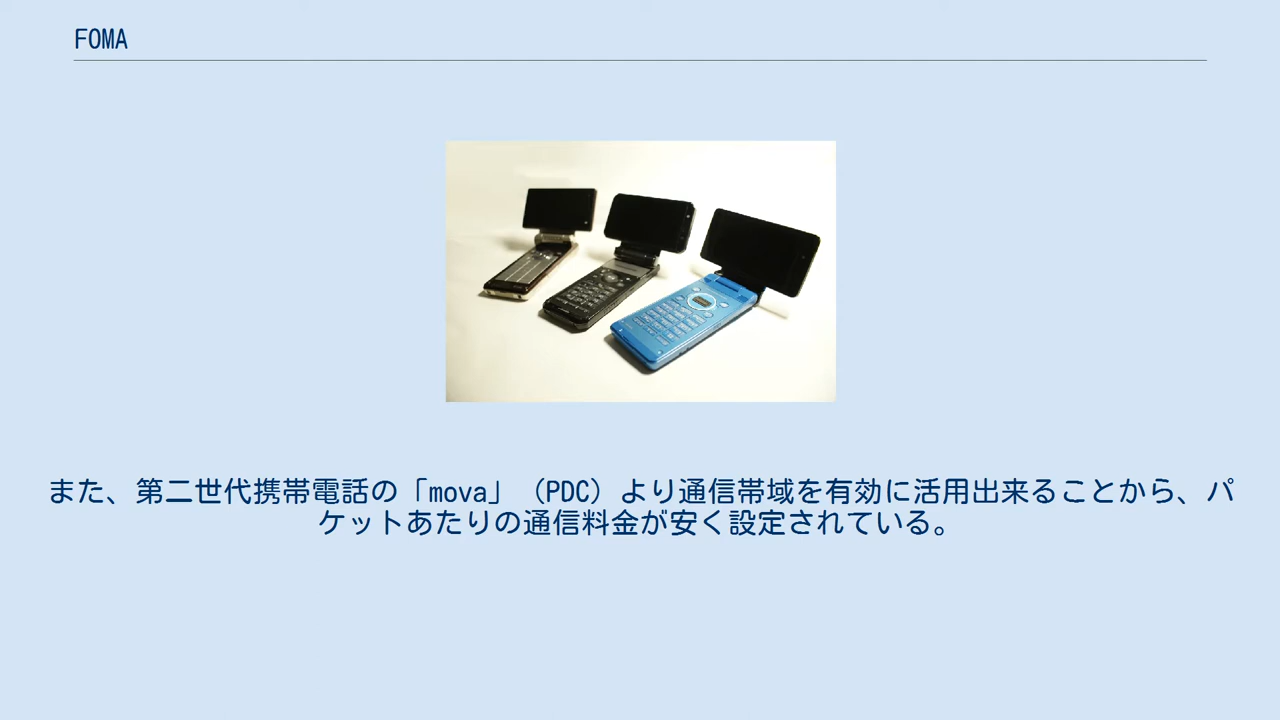 FOMA
また、第二世代携帯電話の「mova」（PDC）より通信帯域を有効に活用出来ることから、パ
ケットあたりの通信料金が安く設定されている。